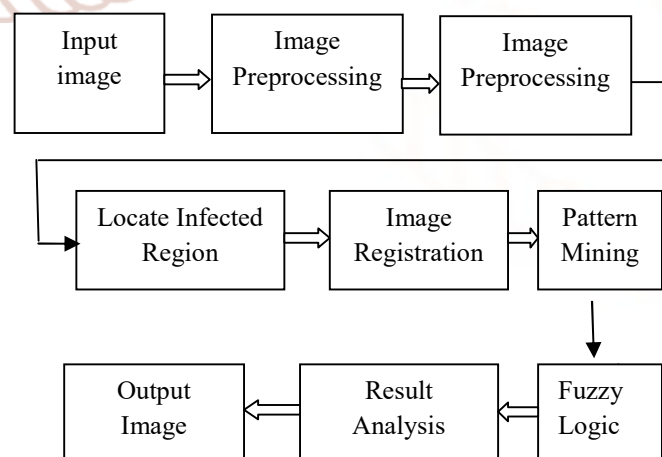 Input
image
Image
Preprocessing
Image
Preprocessing
Locate Infected
Region
Image
Registration
Pattern
Mining
Fuzzy
Logic
Result
Analysis
Output
Image